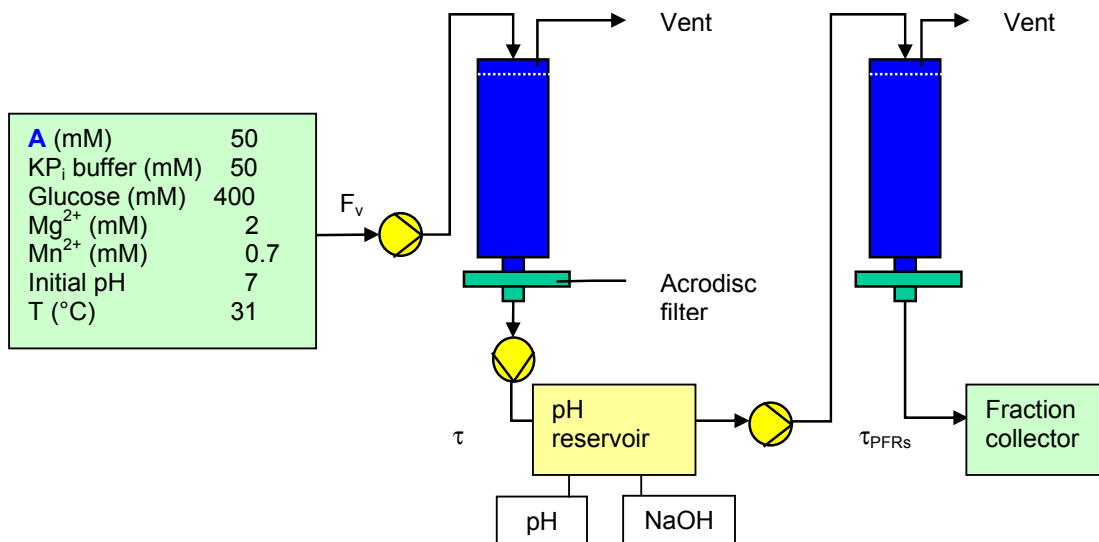 Vent
Vent
A (mM) 50
KPᵢ buffer (mM) 50
Glucose (mM) 400
Mg²⁺ (mM) 2
Mn²⁺ (mM) 0.7
Initial pH 7
T (°C) 31
Fᵥ
Acrodisc
filter
τ
pH
reservoir
τPFRs
Fraction
collector
pH
NaOH